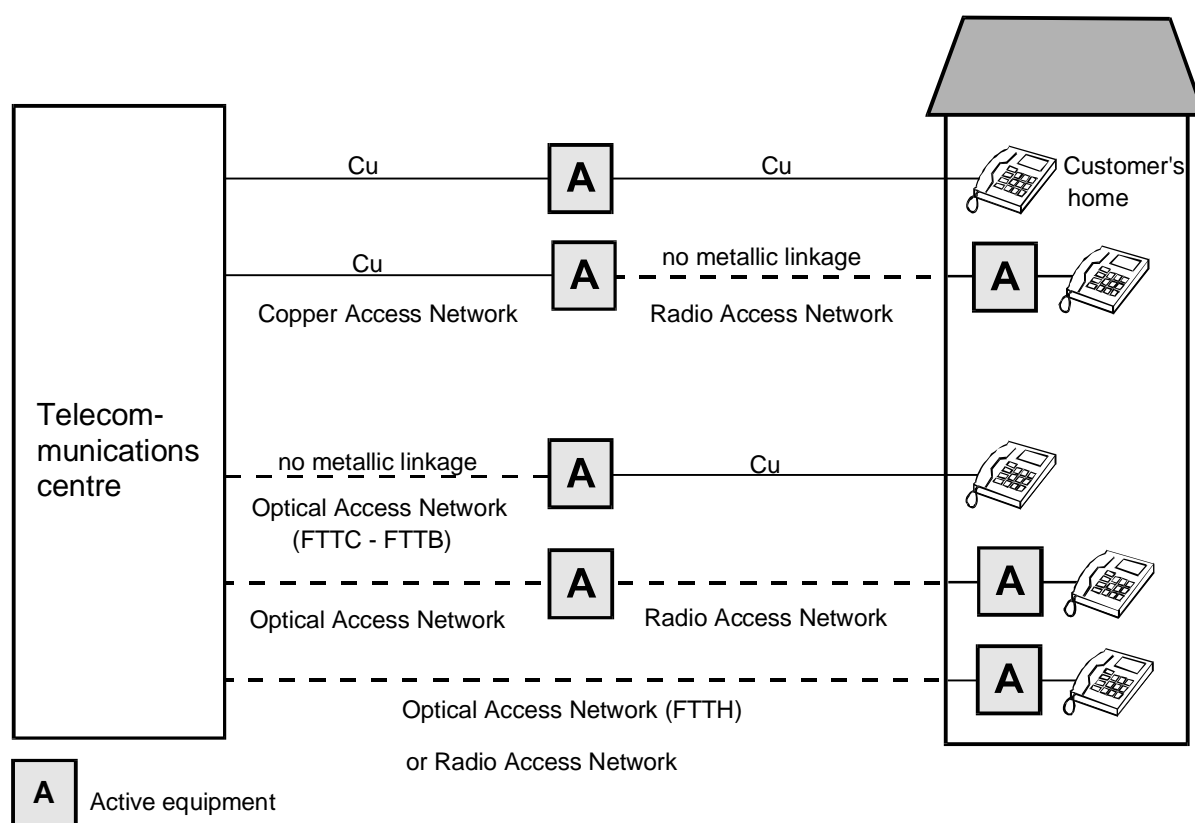 Cu
A
Cu
Customer's
home
Cu
A
no metallic linkage
A
Copper Access Network
Radio Access Network
Telecom-
munications
centre
no metallic linkage
A
Cu
Optical Access Network
(FTTC - FTTB)
A
A
Optical Access Network
Radio Access Network
A
Optical Access Network (FTTH)
or Radio Access Network
A
Active equipment